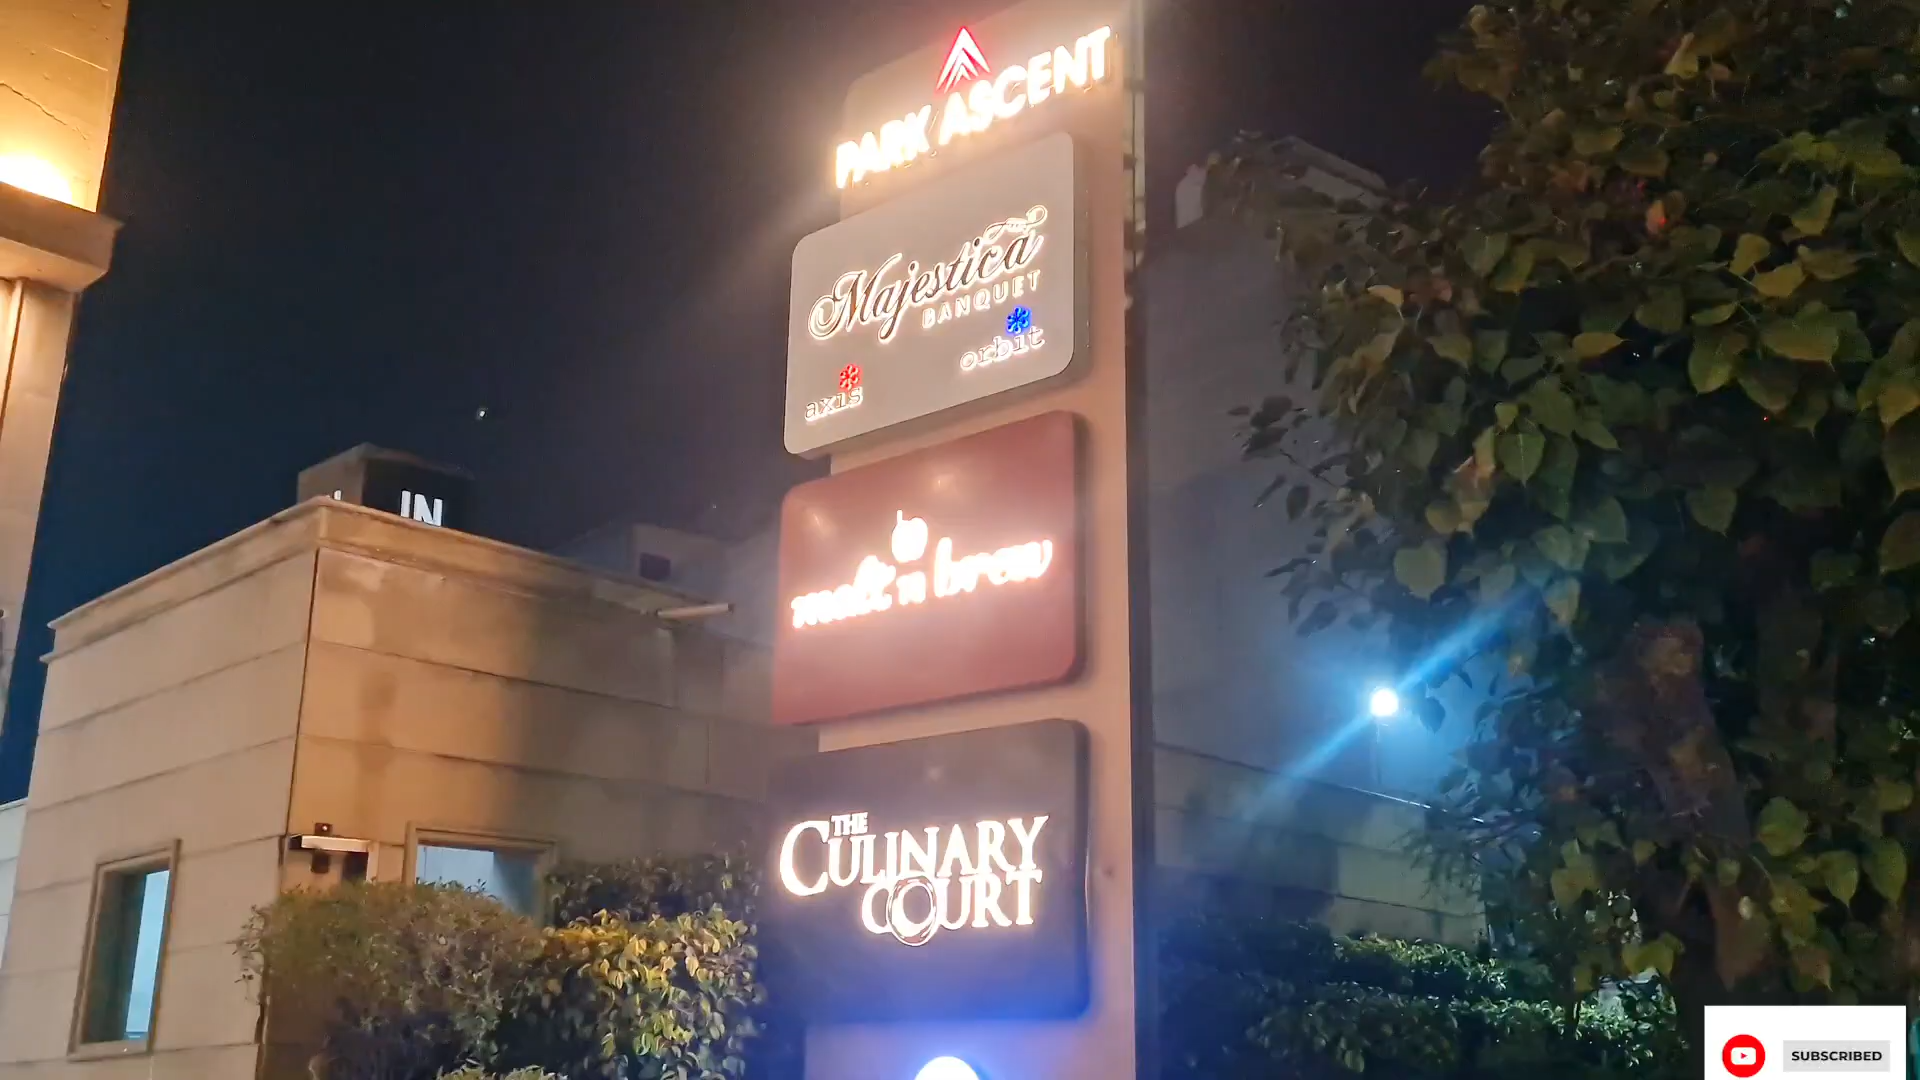 PARK ASCENT
Majestica
BANQUET
orbit
axis
IN
malt n brew
THE
CULINARY
COURT
SUBSCRIBED